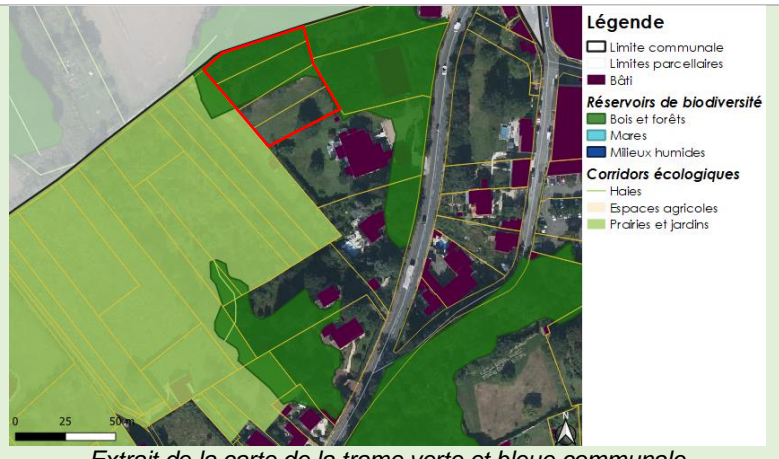 Légende
Limite communale
Limites parcellaires
Bâti
Réservoirs de biodiversité
Bois et forêts
Mares
Milieux humides
Corridors écologiques
Haies
Espaces agricoles
Prairies et jardins
0 25 50 m
N
Extrait de la carte de la trame verte et bleue communale